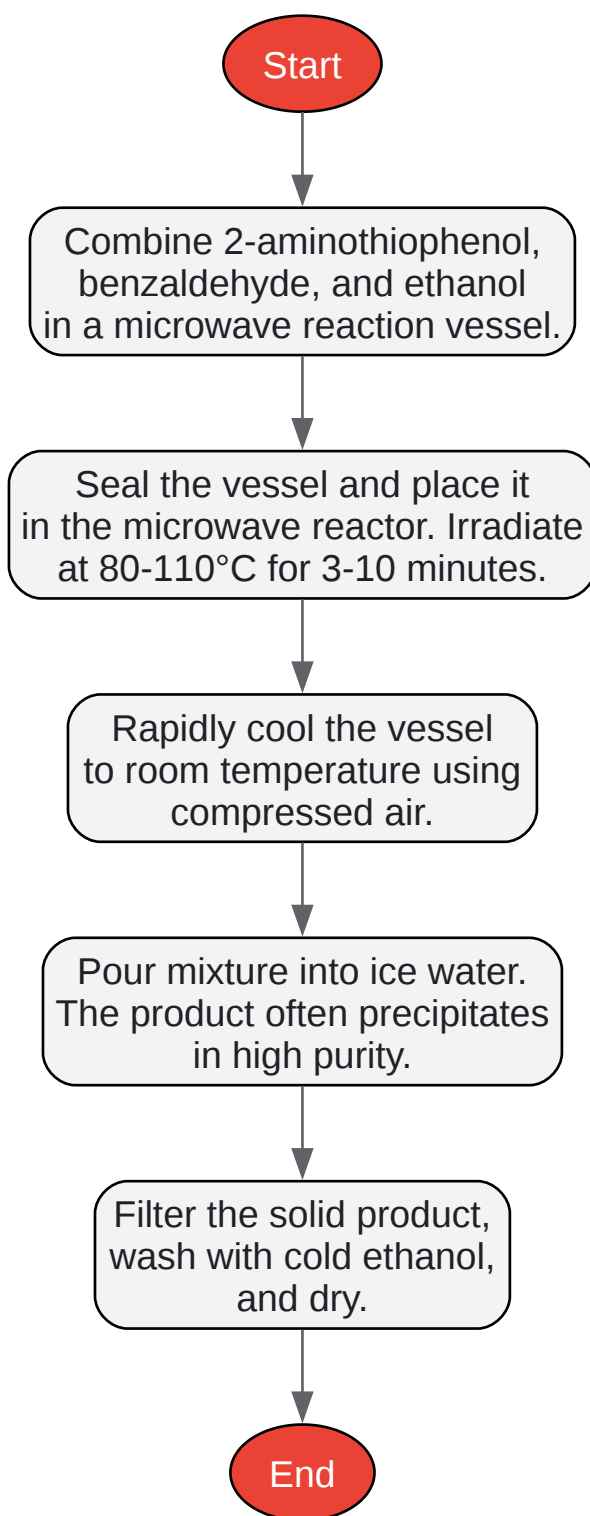 Start
Combine 2-aminothiophenol,
benzaldehyde, and ethanol
in a microwave reaction vessel.
Seal the vessel and place it
in the microwave reactor. Irradiate
at 80-110°C for 3-10 minutes.
Rapidly cool the vessel
to room temperature using
compressed air.
Pour mixture into ice water.
The product often precipitates
in high purity.
Filter the solid product,
wash with cold ethanol,
and dry.
End